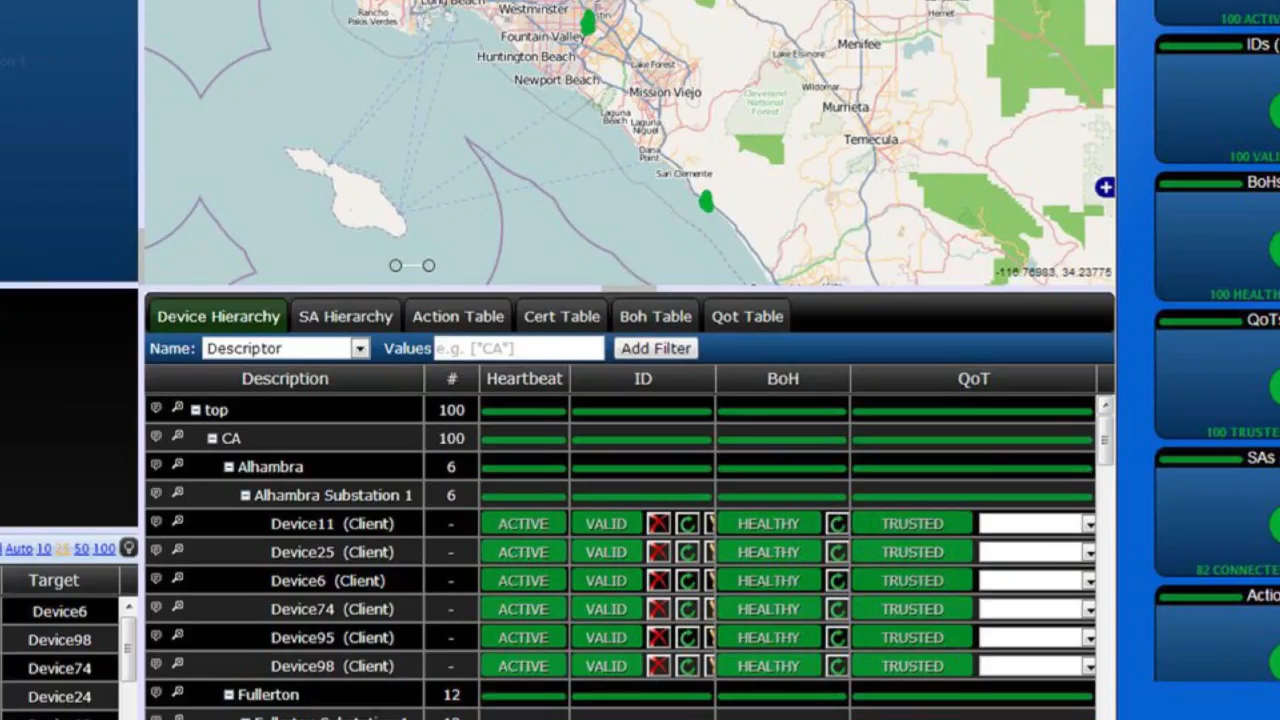 Long Beach
Westminster
Rancho
Palos Verdes
Fountain Valley
Huntington Beach
Newport Beach
Lake Forest
Mission Viejo
Laguna
Beach
Laguna
Niguel
Dana
Point
San Clemente
Lake Elsinore
Cleveland
National
Forest
Menifee
Hemet
Wildomar
Murrieta
Temecula
-116.76983, 34.23775
Device Hierarchy SA Hierarchy Action Table Cert Table Boh Table Qot Table
Name: Descriptor Values e.g. ["CA"] Add Filter
Description # Heartbeat ID BoH QoT
top 100
CA 100
Alhambra 6
Alhambra Substation 1 6
Device11 (Client) - ACTIVE VALID HEALTHY TRUSTED
Device25 (Client) - ACTIVE VALID HEALTHY TRUSTED
Device6 (Client) - ACTIVE VALID HEALTHY TRUSTED
Device74 (Client) - ACTIVE VALID HEALTHY TRUSTED
Device95 (Client) - ACTIVE VALID HEALTHY TRUSTED
Device98 (Client) - ACTIVE VALID HEALTHY TRUSTED
Fullerton 12
Auto 10 25 50 100
Target
Device6
Device98
Device74
Device24
100 ACTIV
IDs (
100 VALI
BoHs
100 HEALTH
QoTs
100 TRUSTE
SAs
82 CONNECTE
Actio